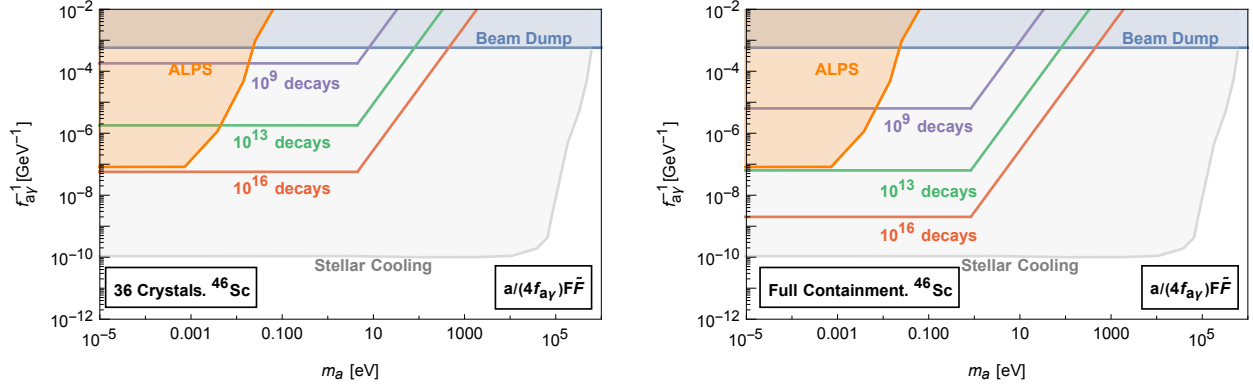 10^-2
10^-4
10^-6
10^-8
10^-10
10^-12
f_aγ^-1 [GeV^-1]
Beam Dump
ALPS
10^9 decays
10^13 decays
10^16 decays
Stellar Cooling
36 Crystals. ^46Sc
a/(4f_aγ)FF̃
10^-5 0.001 0.100 10 1000 10^5
m_a [eV]
10^-2
10^-4
10^-6
10^-8
10^-10
10^-12
f_aγ^-1 [GeV^-1]
Beam Dump
ALPS
10^9 decays
10^13 decays
10^16 decays
Stellar Cooling
Full Containment. ^46Sc
a/(4f_aγ)FF̃
10^-5 0.001 0.100 10 1000 10^5
m_a [eV]